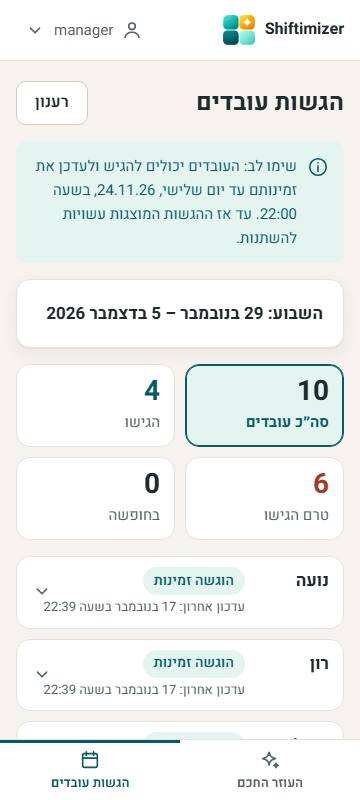 Shiftimizer
manager
הגשות עובדים
רענון
שימו לב: העובדים יכולים להגיש ולעדכן את
זמינותם עד יום שלישי, 24.11.26, בשעה
22:00. עד אז ההגשות המוצגות עשויות
להשתנות.
השבוע: 29 בנובמבר – 5 בדצמבר 2026
10
סה״כ עובדים
4
הגישו
6
טרם הגישו
0
בחופשה
נועה
הוגשה זמינות
עדכון אחרון: 17 בנובמבר בשעה 22:39
רון
הוגשה זמינות
עדכון אחרון: 17 בנובמבר בשעה 22:39
העוזר החכם
הגשות עובדים